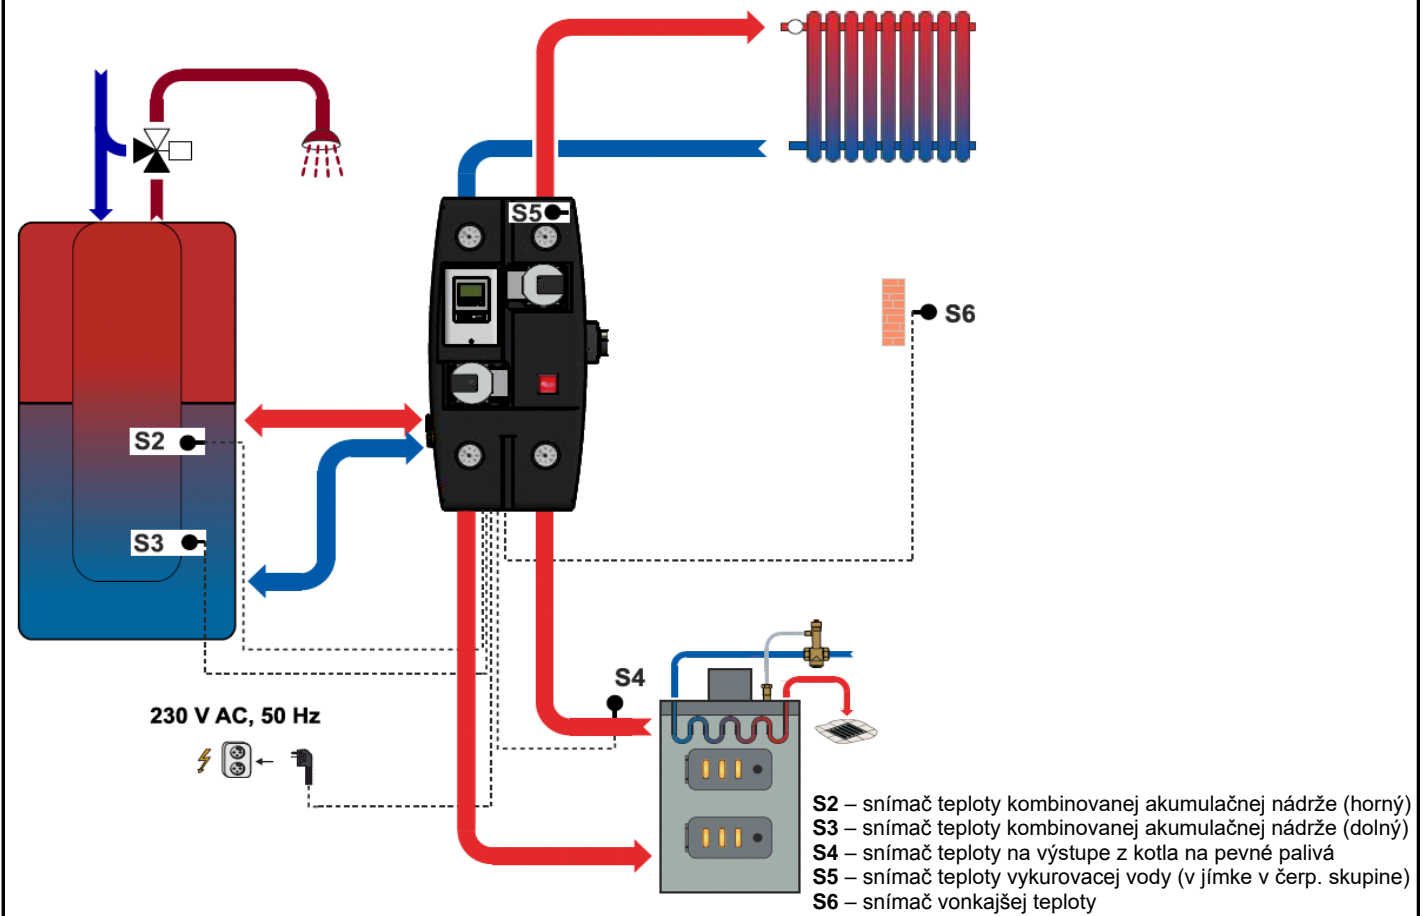 S5
S6
S2
S3
S4
230 V AC, 50 Hz
S2 – snímač teploty kombinovanej akumulačnej nádrže (horný)
S3 – snímač teploty kombinovanej akumulačnej nádrže (dolný)
S4 – snímač teploty na výstupe z kotla na pevné palivá
S5 – snímač teploty vykurovacej vody (v jímke v čerp. skupine)
S6 – snímač vonkajšej teploty